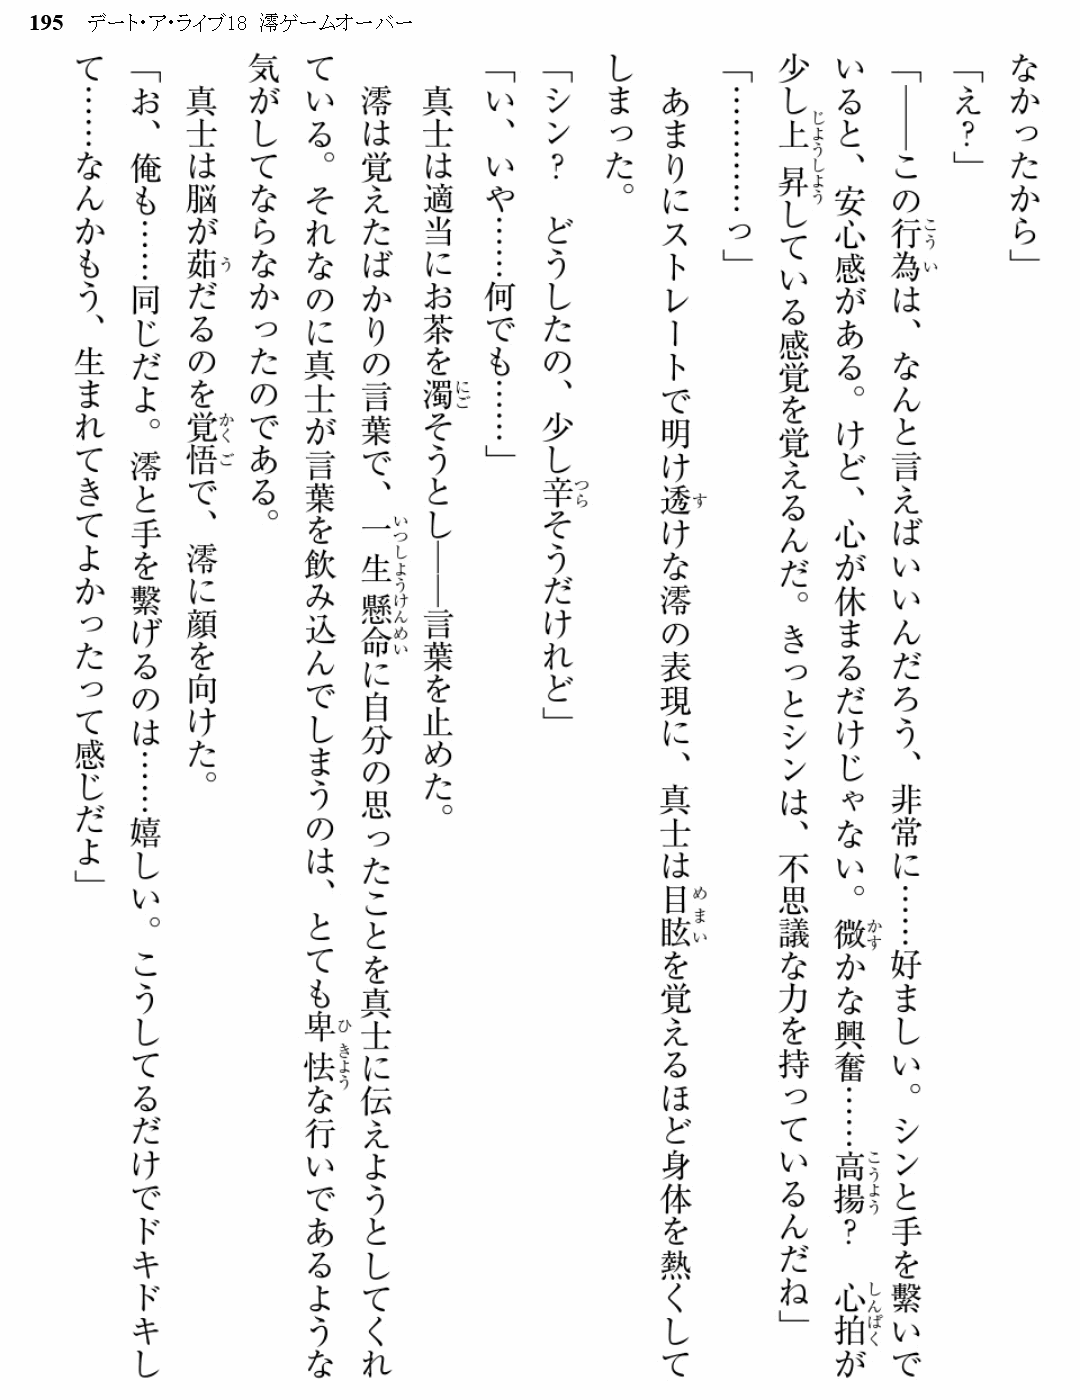 195 デート・ア・ライブ18 澪ゲームオーバー
なかったから」
「え？」
「――この行為は、なんと言えばいいんだろう、非常に……好ましい。シンと手を繋いで
いると、安心感がある。けど、心が休まるだけじゃない。微かな興奮……高揚？　心拍が
少し上昇している感覚を覚えるんだ。きっとシンは、不思議な力を持っているんだね」
「…………っ」
あまりにストレートで明け透けな澪の表現に、真士は目眩を覚えるほど身体を熱くして
しまった。
「シン？　どうしたの、少し辛そうだけれど」
「い、いや……何でも……」
真士は適当にお茶を濁そうとし――言葉を止めた。
澪は覚えたばかりの言葉で、一生懸命に自分の思ったことを真士に伝えようとしてくれ
ている。それなのに真士が言葉を飲み込んでしまうのは、とても卑怯な行いであるような
気がしてならなかったのである。
真士は脳が茹だるのを覚悟で、澪に顔を向けた。
「お、俺も……同じだよ。澪と手を繋げるのは……嬉しい。こうしてるだけでドキドキし
て……なんかもう、生まれてきてよかったって感じだよ」